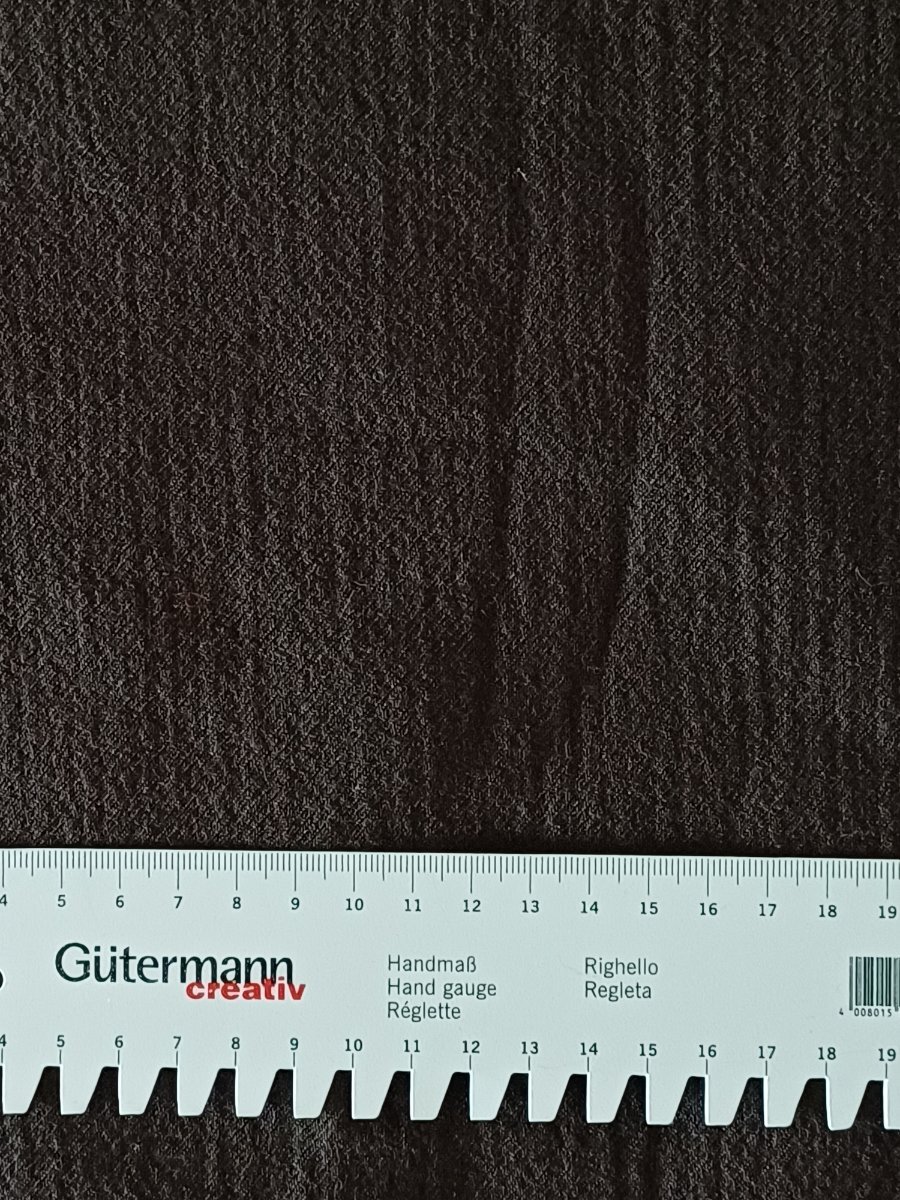 4 5 6 7 8 9 10 11 12 13 14 15 16 17 18 19
Gütermann
creativ
Handmaß
Hand gauge
Réglette
Righello
Regleta
4 008015
4 5 6 7 8 9 10 11 12 13 14 15 16 17 18 19